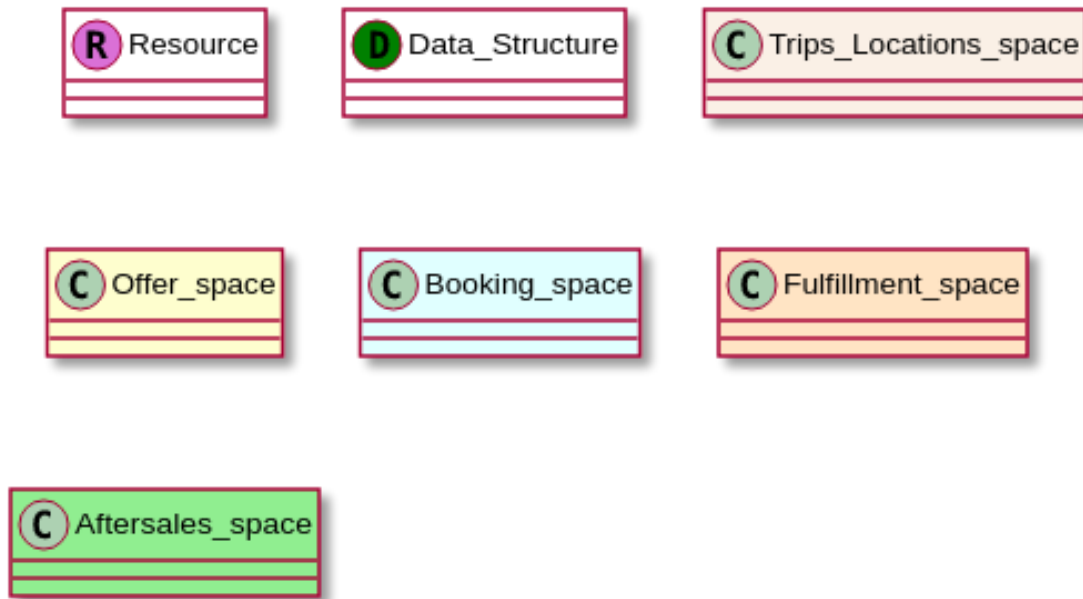 R Resource
D Data_Structure
C Trips_Locations_space
C Offer_space
C Booking_space
C Fulfillment_space
C Aftersales_space